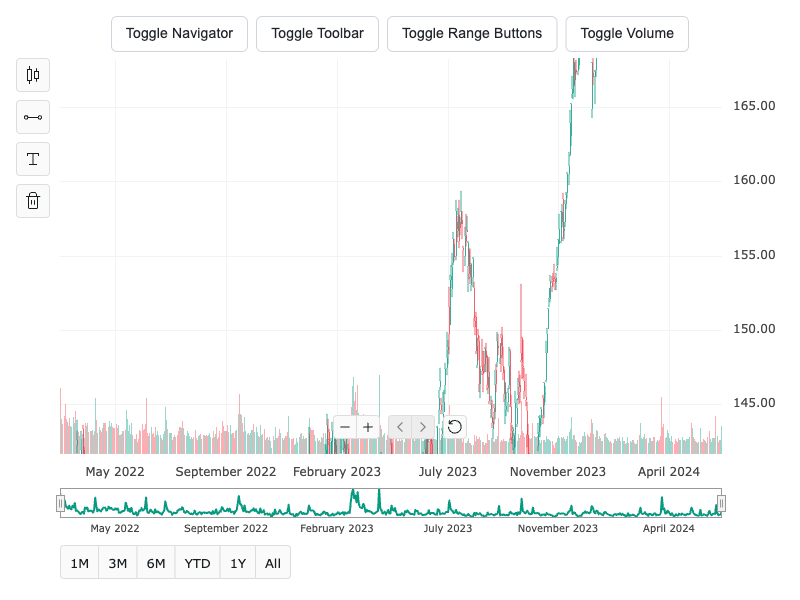 Toggle Navigator Toggle Toolbar Toggle Range Buttons Toggle Volume
165.00
160.00
155.00
150.00
145.00
May 2022 September 2022 February 2023 July 2023 November 2023 April 2024
May 2022 September 2022 February 2023 July 2023 November 2023 April 2024
1M 3M 6M YTD 1Y All